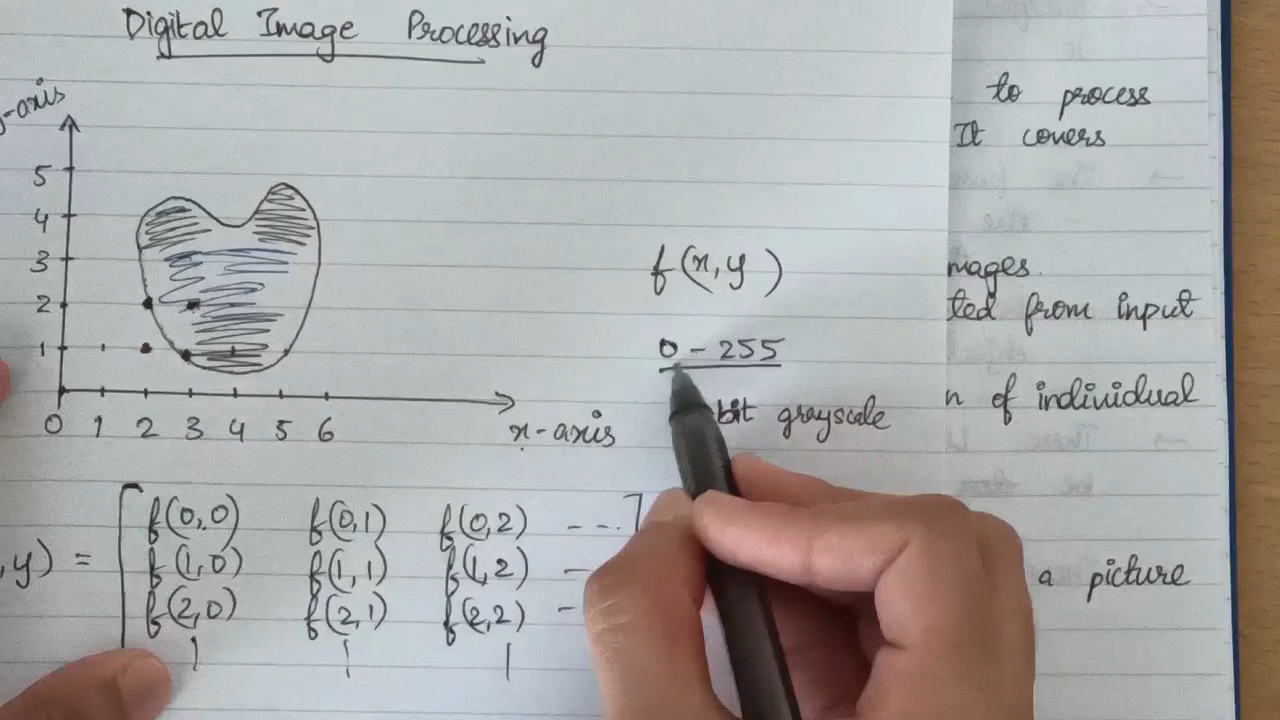 Digital Image Processing
y-axis
5
4
3
2
1
0 1 2 3 4 5 6
x-axis
f(x,y)
0-255
bit grayscale
,y) = f(0,0) f(0,1) f(0,2) ---
f(1,0) f(1,1) f(1,2) -
f(2,0) f(2,1) f(2,2) -
to process
It covers
mages.
ted from input
n of individual
a picture